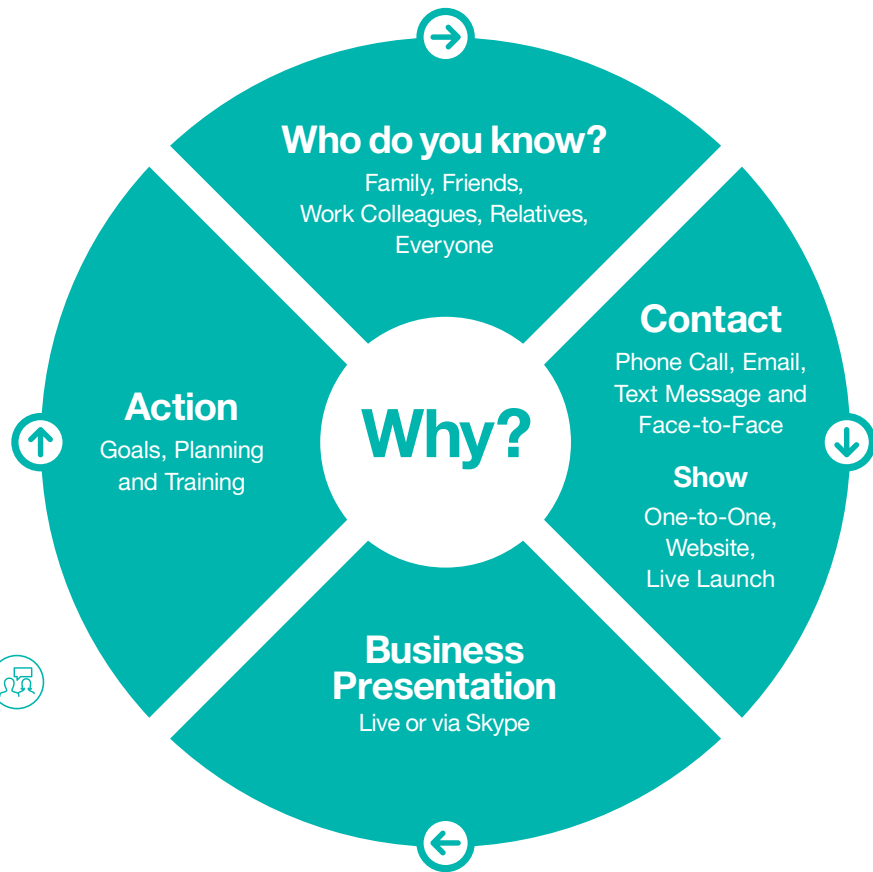 Who do you know?
Family, Friends,
Work Colleagues, Relatives,
Everyone
Contact
Phone Call, Email,
Text Message and
Face-to-Face
Show
One-to-One,
Website,
Live Launch
Why?
Action
Goals, Planning
and Training
Business
Presentation
Live or via Skype